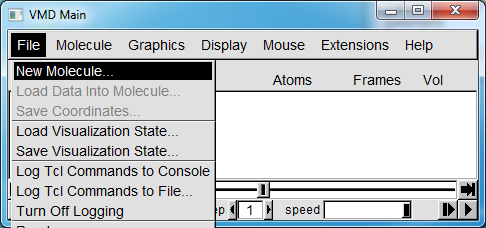 VMD Main
File Molecule Graphics Display Mouse Extensions Help
Atoms Frames Vol
New Molecule...
Load Data Into Molecule...
Save Coordinates...
Load Visualization State...
Save Visualization State...
Log Tcl Commands to Console
Log Tcl Commands to File...
Turn Off Logging
1 speed